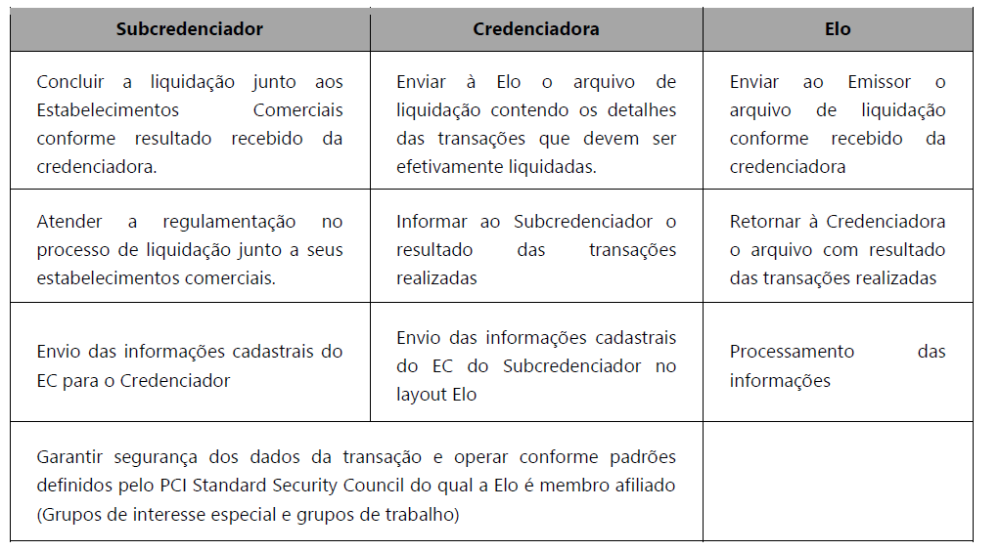 Subcredenciador
Credenciadora
Elo
Concluir a liquidação junto aos
Estabelecimentos Comerciais
conforme resultado recebido da
credenciadora.
Enviar à Elo o arquivo de
liquidação contendo os detalhes
das transações que devem ser
efetivamente liquidadas.
Enviar ao Emissor o
arquivo de liquidação
conforme recebido da
credenciadora
Atender a regulamentação no
processo de liquidação junto a seus
estabelecimentos comerciais.
Informar ao Subcredenciador o
resultado das transações
realizadas
Retornar à Credenciadora
o arquivo com resultado
das transações realizadas
Envio das informações cadastrais do
EC para o Credenciador
Envio das informações cadastrais
do EC do Subcredenciador no
layout Elo
Processamento das
informações
Garantir segurança dos dados da transação e operar conforme padrões
definidos pelo PCI Standard Security Council do qual a Elo é membro afiliado
(Grupos de interesse especial e grupos de trabalho)